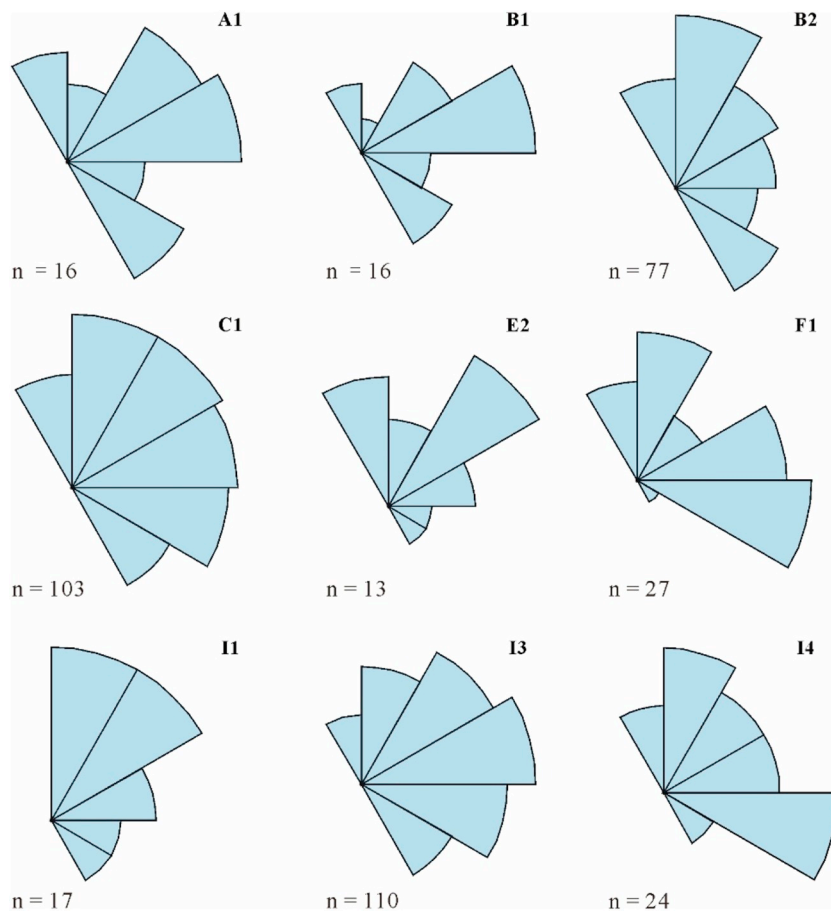 A1
B1
B2
n = 16
n = 16
n = 77
C1
E2
F1
n = 103
n = 13
n = 27
I1
I3
I4
n = 17
n = 110
n = 24